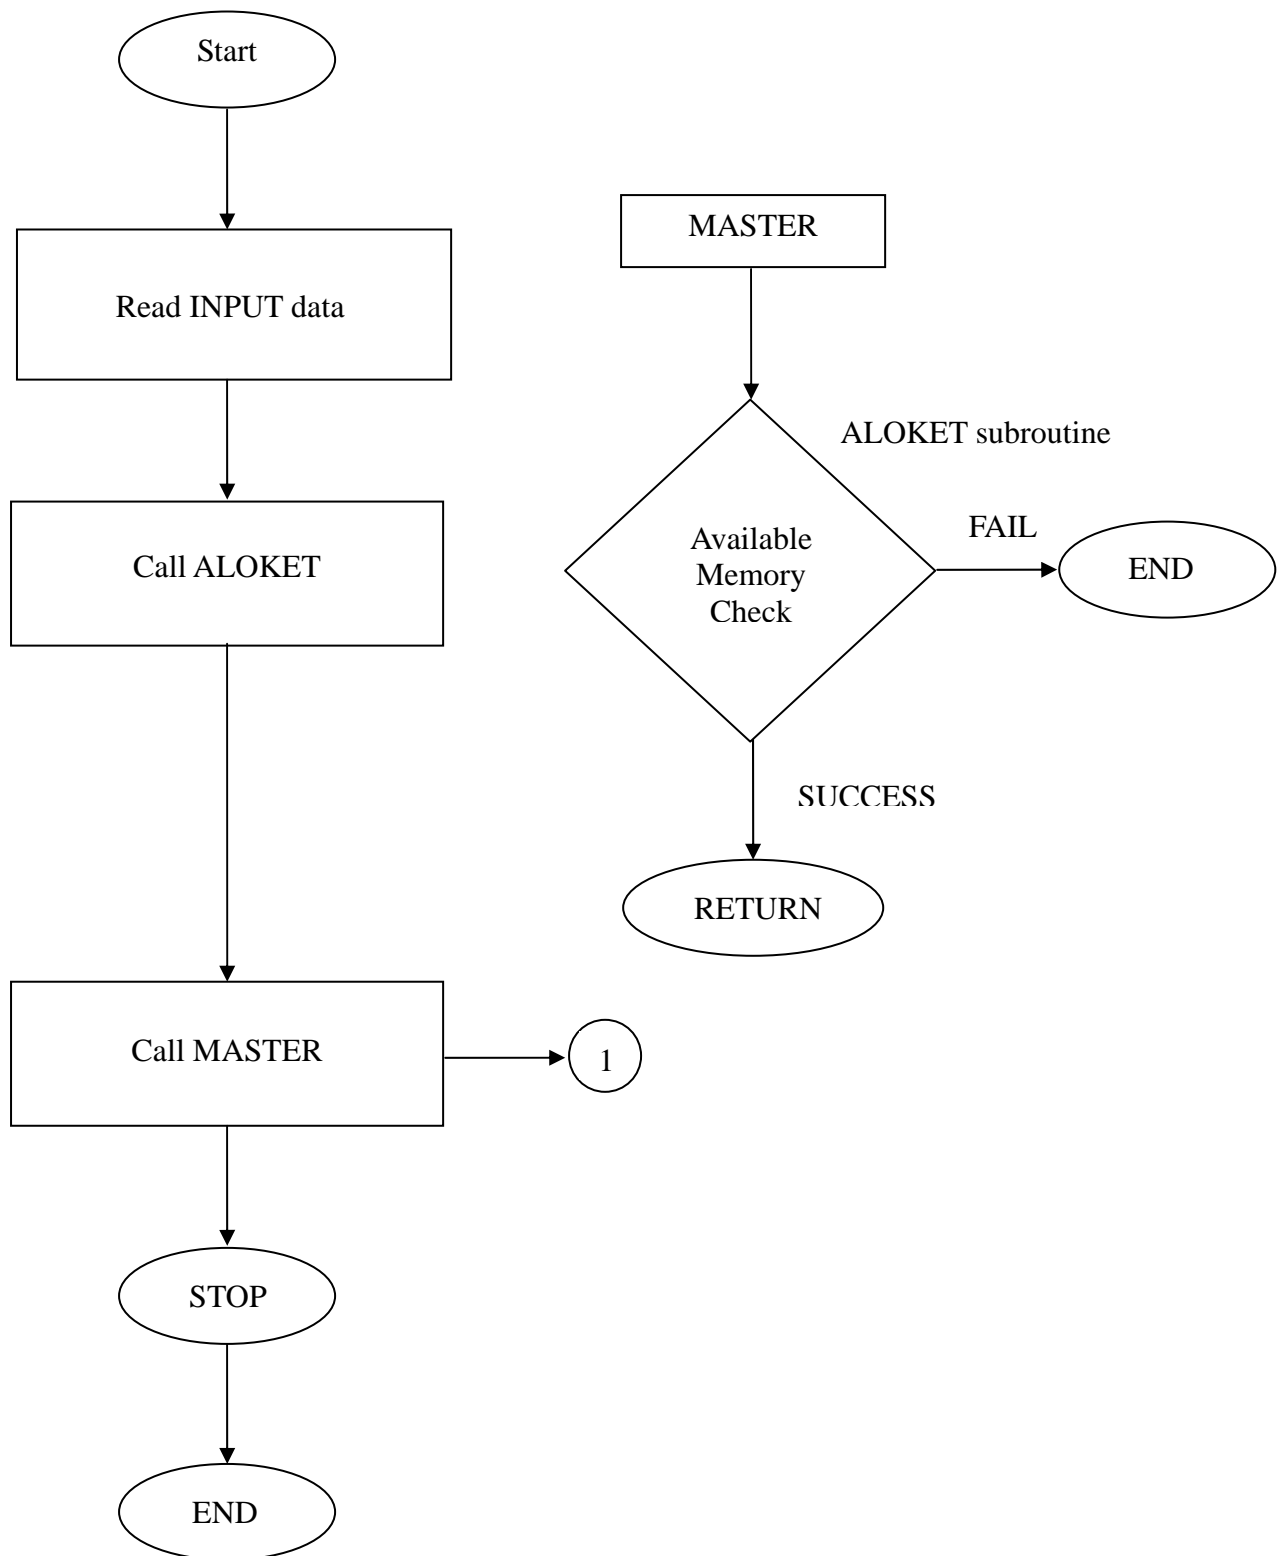 Start
Read INPUT data
Call ALOKET
Call MASTER
1
STOP
END
MASTER
ALOKET subroutine
Available
Memory
Check
FAIL
END
SUCCESS
RETURN